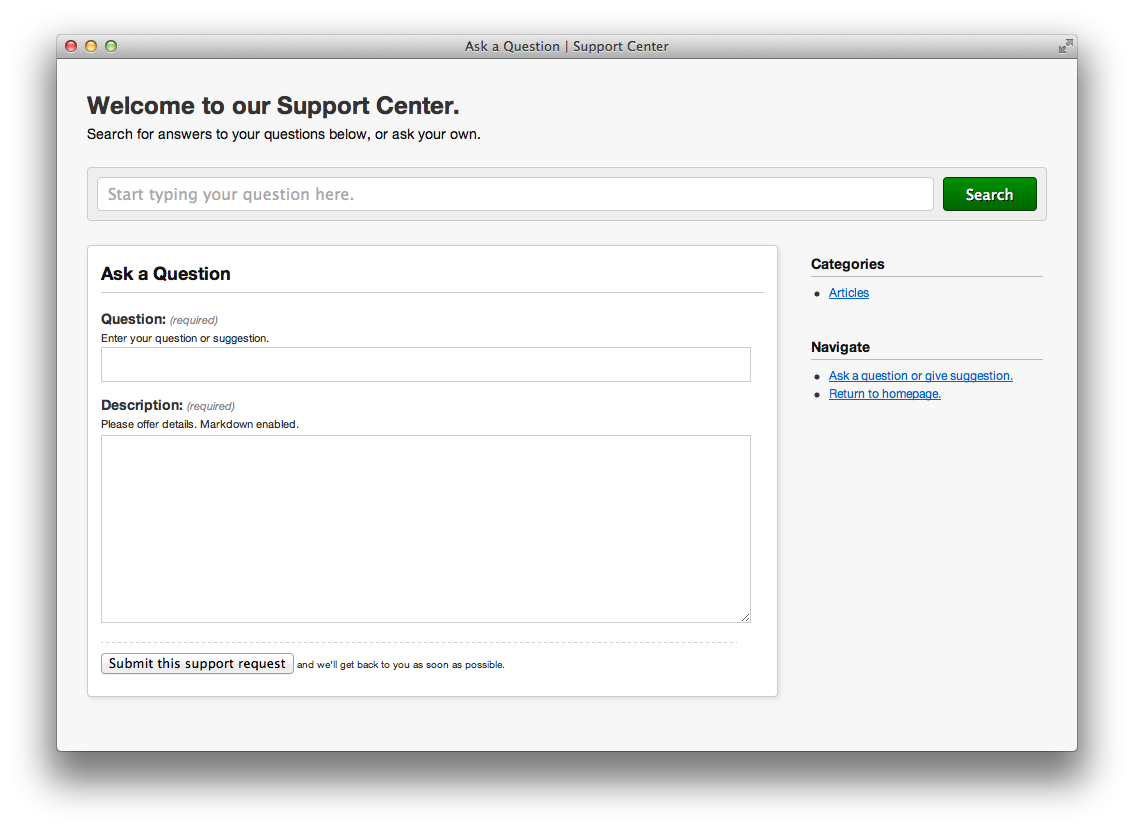 Ask a Question | Support Center
Welcome to our Support Center.
Search for answers to your questions below, or ask your own.
Start typing your question here.
Search
Ask a Question
Question: (required)
Enter your question or suggestion.
Description: (required)
Please offer details. Markdown enabled.
Submit this support request and we'll get back to you as soon as possible.
Categories
Articles
Navigate
Ask a question or give suggestion.
Return to homepage.